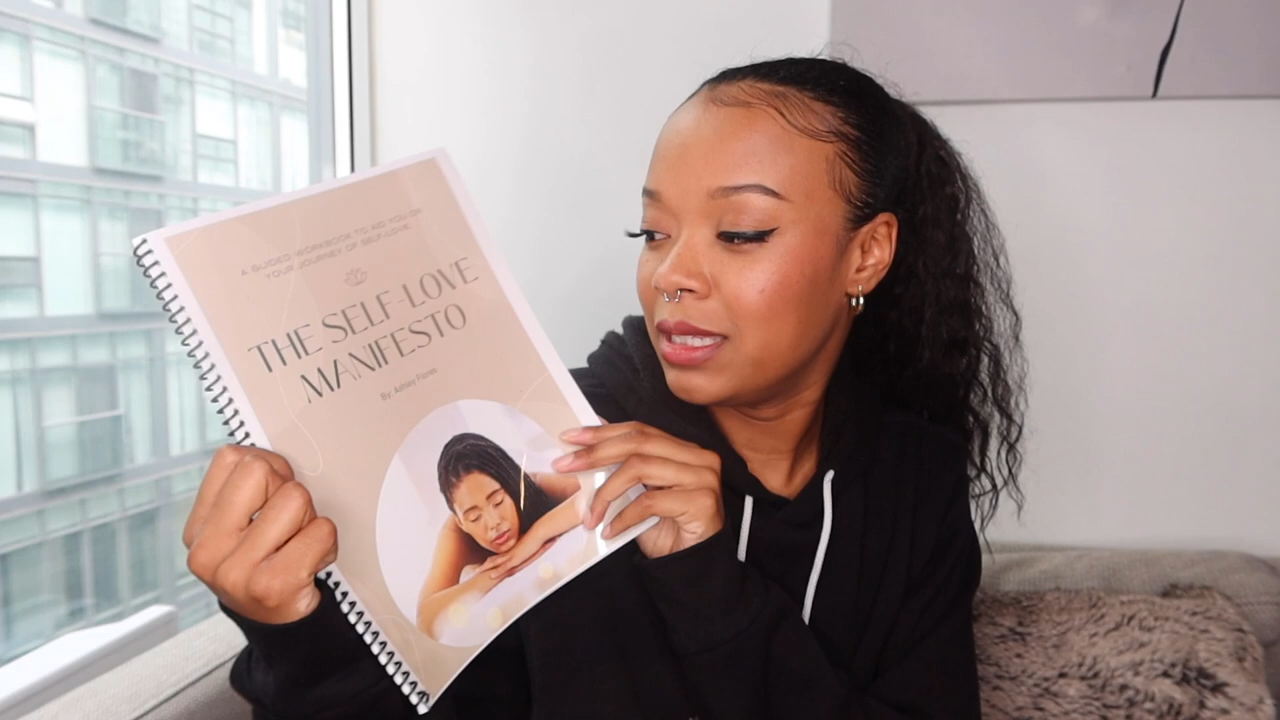 A GUIDED WORKBOOK TO AID YOU ON
YOUR JOURNEY OF SELF-LOVE.
THE SELF-LOVE
MANIFESTO
By: Ashley Flores